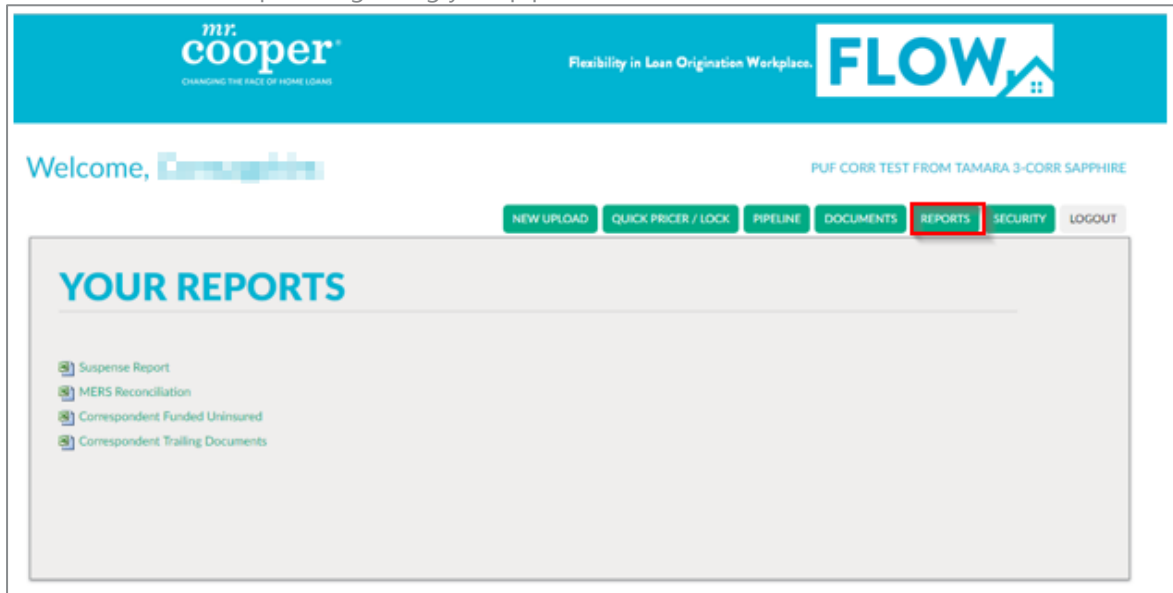 mr.
cooper®
CHANGING THE FACE OF HOME LOANS
Flexibility in Loan Origination Workplace.
FLOW
Welcome,
PUF CORR TEST FROM TAMARA 3-CORR SAPPHIRE
NEW UPLOAD QUICK PRICER / LOCK PIPELINE DOCUMENTS REPORTS SECURITY LOGOUT
YOUR REPORTS
Suspense Report
MERS Reconciliation
Correspondent Funded Uninsured
Correspondent Trailing Documents